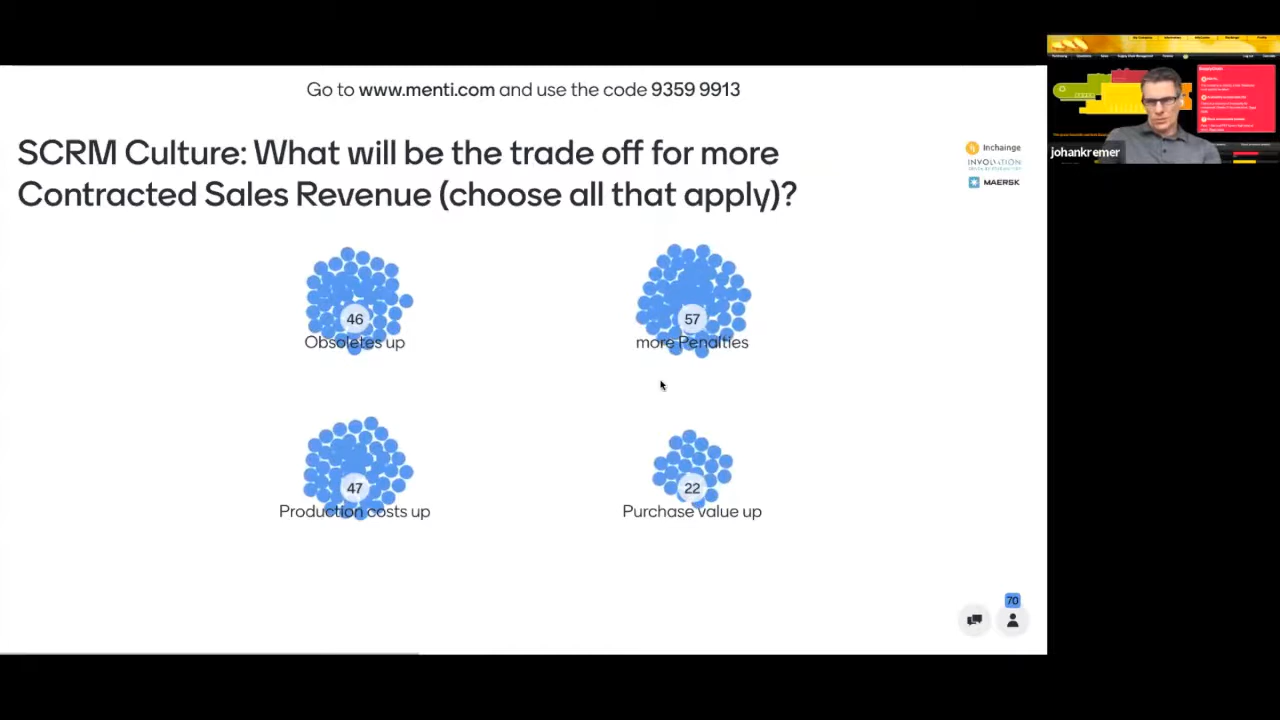 Go to www.menti.com and use the code 9359 9913
SCRM Culture: What will be the trade off for more
Contracted Sales Revenue (choose all that apply)?
Inchainge
INVOLVATION
MAERSK
johankremer
46
Obsoletes up
57
more Penalties
47
Production costs up
22
Purchase value up
70